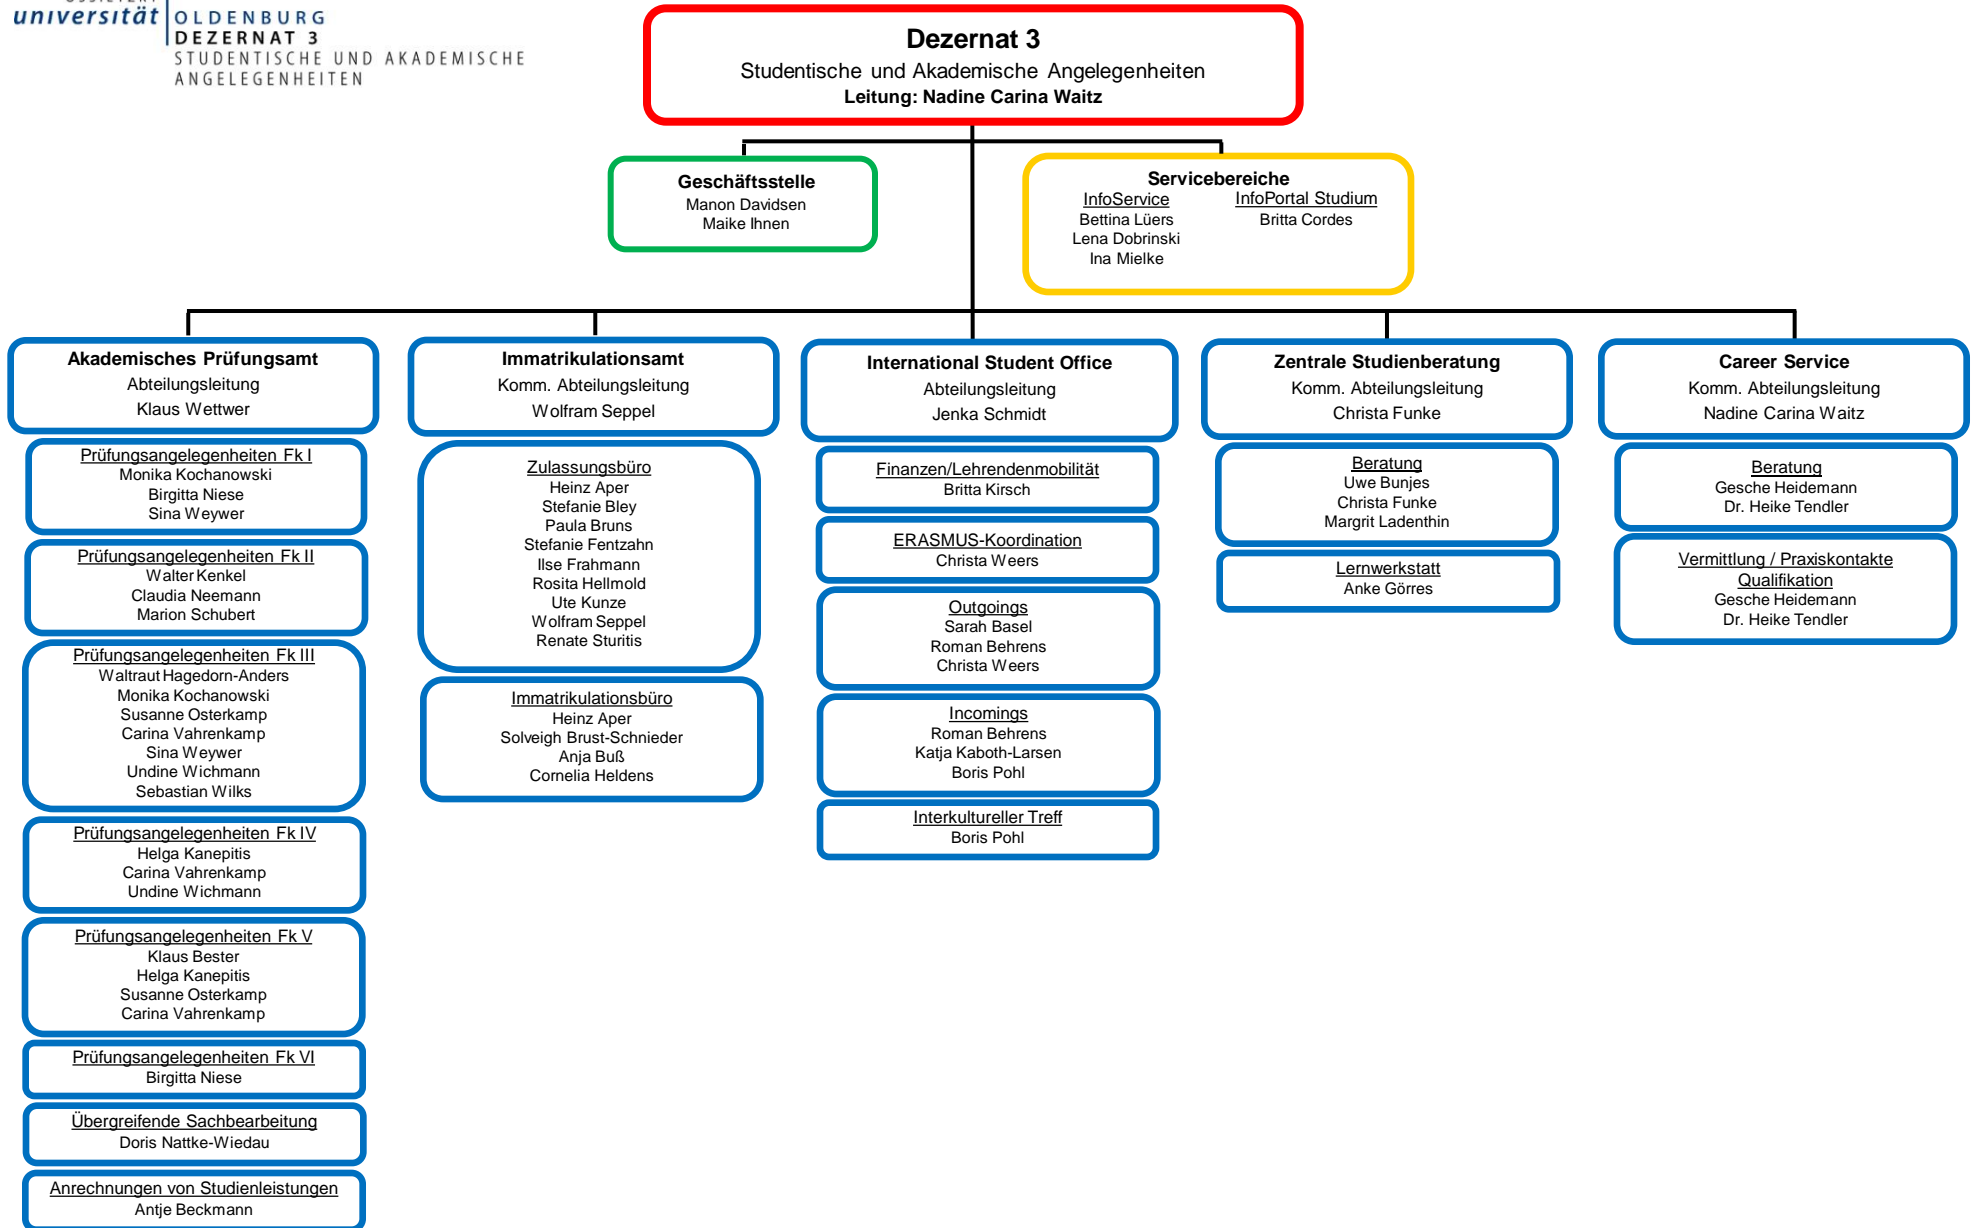 universität
OLDENBURG
DEZERNAT 3
STUDENTISCHE UND AKADEMISCHE
ANGELEGENHEITEN
Dezernat 3
Studentische und Akademische Angelegenheiten
Leitung: Nadine Carina Waitz
Geschäftsstelle
Manon Davidsen
Maike Ihnen
Servicebereiche
InfoService
Bettina Lüers
Lena Dobrinski
Ina Mielke
InfoPortal Studium
Britta Cordes
Akademisches Prüfungsamt
Abteilungsleitung
Klaus Wettwer
Prüfungsangelegenheiten Fk I
Monika Kochanowski
Birgitta Niese
Sina Weywer
Prüfungsangelegenheiten Fk II
Walter Kenkel
Claudia Neemann
Marion Schubert
Prüfungsangelegenheiten Fk III
Waltraut Hagedorn-Anders
Monika Kochanowski
Susanne Osterkamp
Carina Vahrenkamp
Sina Weywer
Undine Wichmann
Sebastian Wilks
Prüfungsangelegenheiten Fk IV
Helga Kanepitis
Carina Vahrenkamp
Undine Wichmann
Prüfungsangelegenheiten Fk V
Klaus Bester
Helga Kanepitis
Susanne Osterkamp
Carina Vahrenkamp
Prüfungsangelegenheiten Fk VI
Birgitta Niese
Übergreifende Sachbearbeitung
Doris Nattke-Wiedau
Anrechnungen von Studienleistungen
Antje Beckmann
Immatrikulationsamt
Komm. Abteilungsleitung
Wolfram Seppel
Zulassungsbüro
Heinz Aper
Stefanie Bley
Paula Bruns
Stefanie Fentzahn
Ilse Frahmann
Rosita Hellmold
Ute Kunze
Wolfram Seppel
Renate Sturitis
Immatrikulationsbüro
Heinz Aper
Solveigh Brust-Schnieder
Anja Buß
Cornelia Heldens
International Student Office
Abteilungsleitung
Jenka Schmidt
Finanzen/Lehrendenmobilität
Britta Kirsch
ERASMUS-Koordination
Christa Weers
Outgoings
Sarah Basel
Roman Behrens
Christa Weers
Incomings
Roman Behrens
Katja Kaboth-Larsen
Boris Pohl
Interkultureller Treff
Boris Pohl
Zentrale Studienberatung
Komm. Abteilungsleitung
Christa Funke
Beratung
Uwe Bunjes
Christa Funke
Margrit Ladenthin
Lernwerkstatt
Anke Görres
Career Service
Komm. Abteilungsleitung
Nadine Carina Waitz
Beratung
Gesche Heidemann
Dr. Heike Tendler
Vermittlung / Praxiskontakte
Qualifikation
Gesche Heidemann
Dr. Heike Tendler